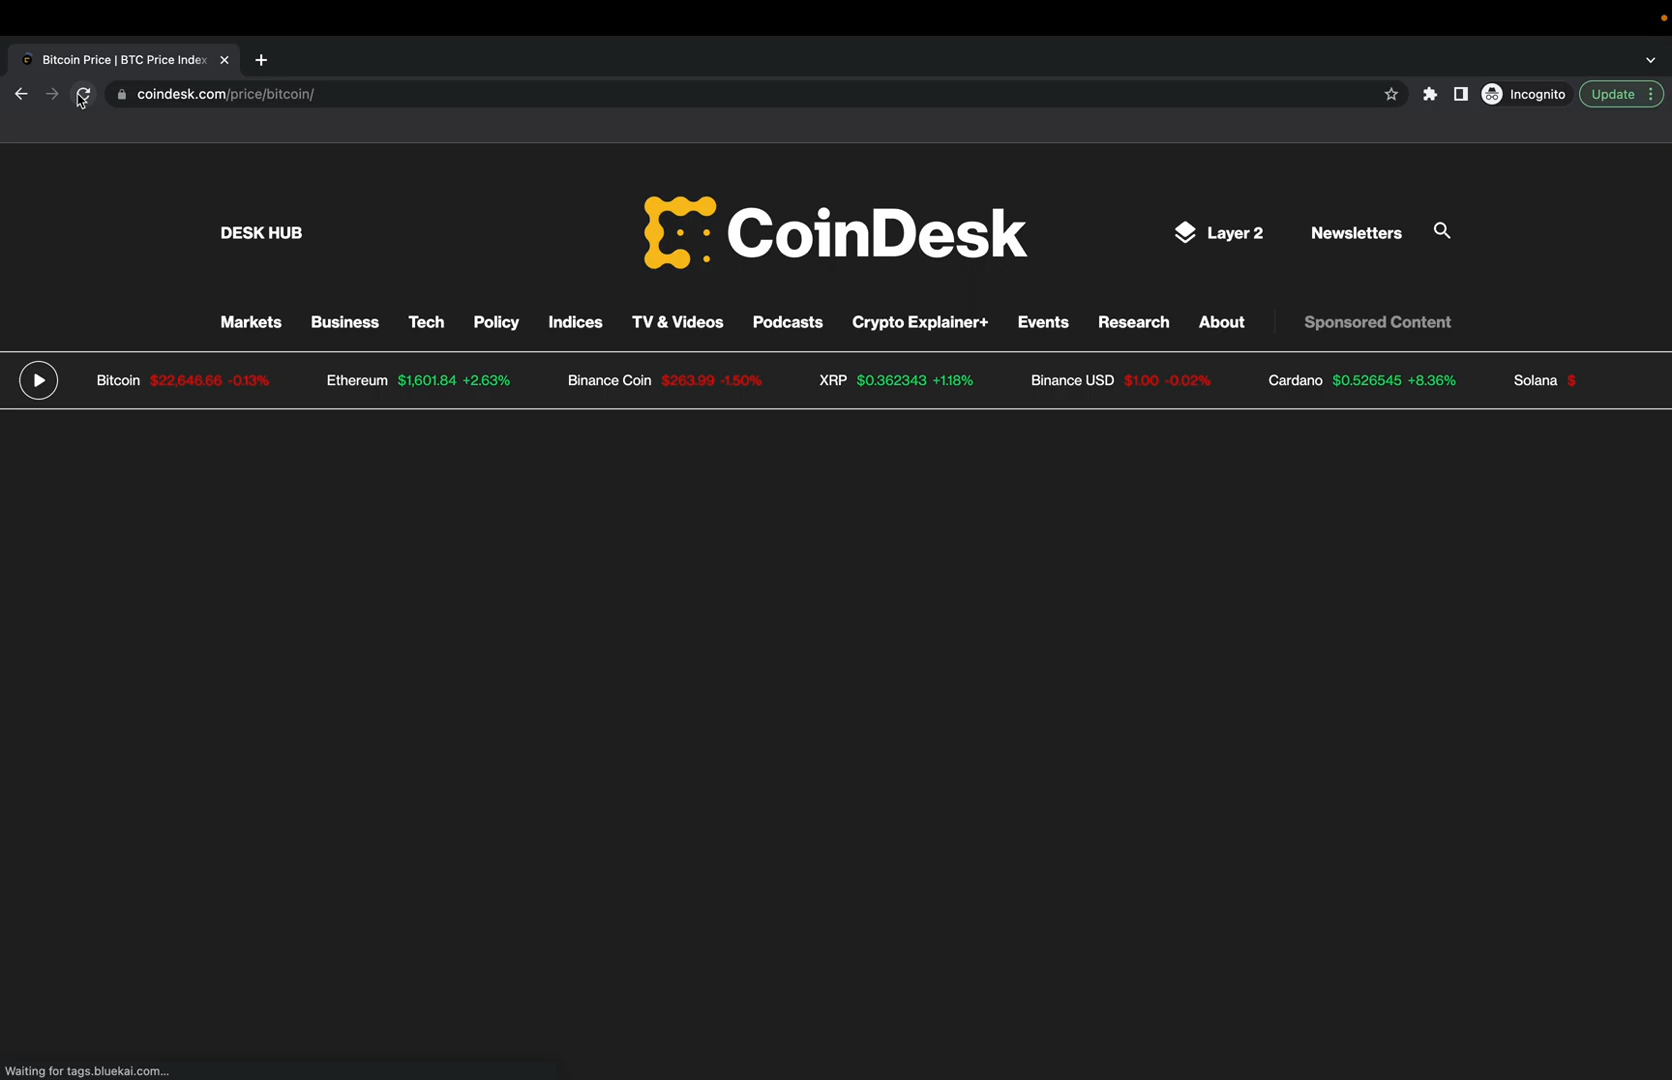 Bitcoin Price | BTC Price Index
coindesk.com/price/bitcoin/
Incognito
Update
DESK HUB
CoinDesk
Layer 2
Newsletters
Markets Business Tech Policy Indices TV & Videos Podcasts Crypto Explainer+ Events Research About Sponsored Content
Bitcoin $22,646.66 -0.13% Ethereum $1,601.84 +2.63% Binance Coin $263.99 -1.50% XRP $0.362343 +1.18% Binance USD $1.00 -0.02% Cardano $0.526545 +8.36% Solana $
Waiting for tags.bluekai.com...